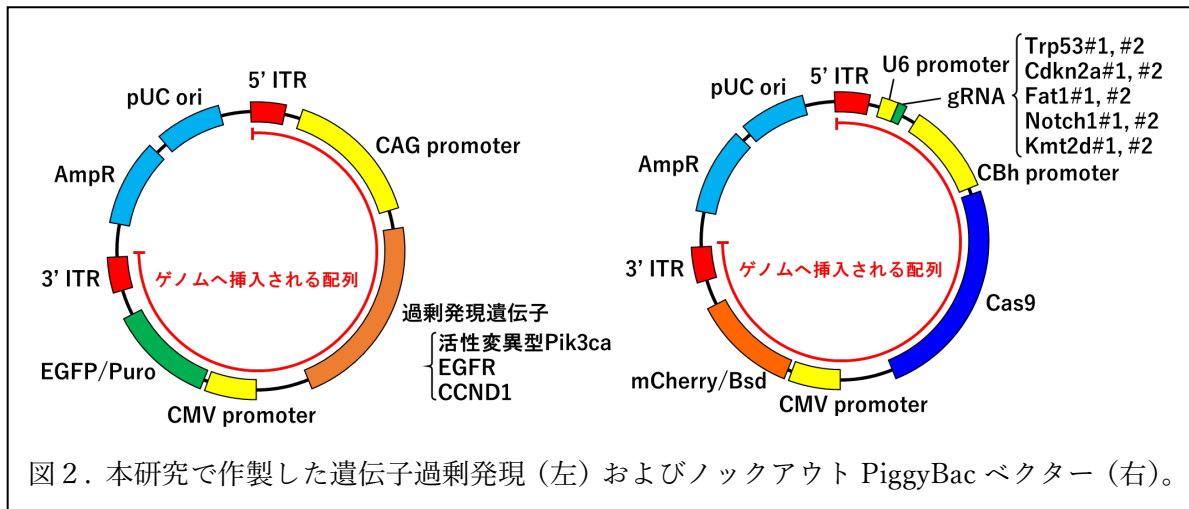 5’ ITR
pUC ori
CAG promoter
AmpR
ゲノムへ挿入される配列
3’ ITR
過剰発現遺伝子
活性変異型Pik3ca
EGFR
CCND1
EGFP/Puro
CMV promoter
Trp53#1, #2
U6 promoter
5’ ITR
Cdkn2a#1, #2
pUC ori
gRNA
Fat1#1, #2
Notch1#1, #2
Kmt2d#1, #2
AmpR
CBh promoter
3’ ITR
ゲノムへ挿入される配列
Cas9
mCherry/Bsd
CMV promoter
図２. 本研究で作製した遺伝子過剰発現（左）およびノックアウト PiggyBac ベクター（右）。